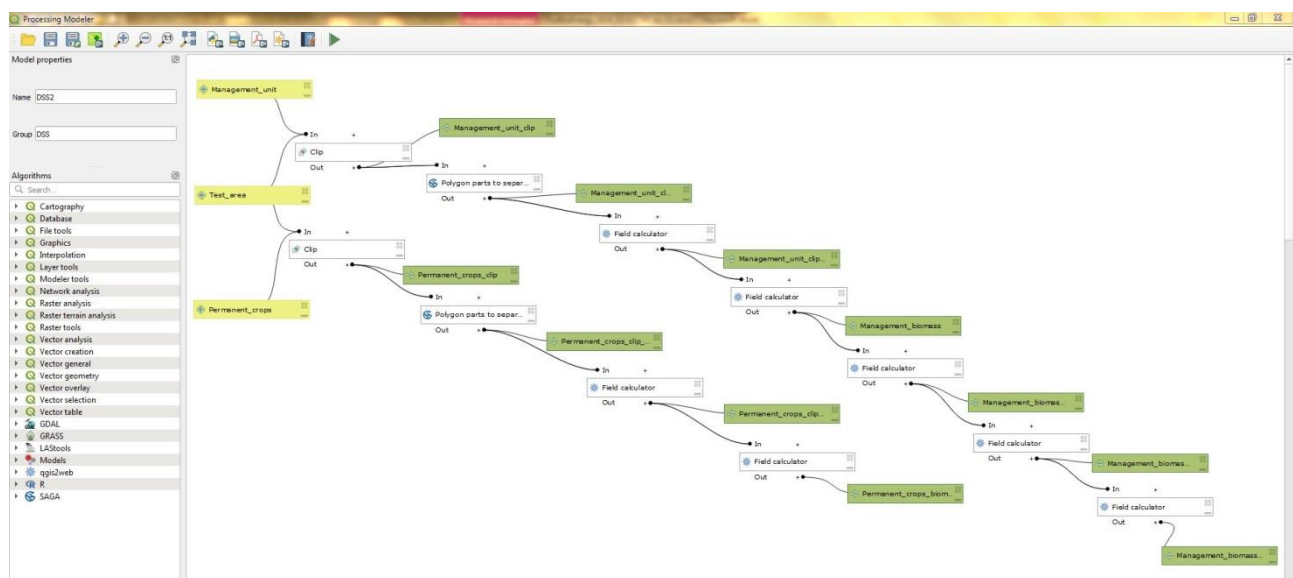 Processing Modeler
Model properties
Name DSS2
Group DSS
Algorithms
Search...
Cartography
Database
File tools
Graphics
Interpolation
Layer tools
Modeler tools
Network analysis
Raster analysis
Raster terrain analysis
Raster tools
Vector analysis
Vector creation
Vector general
Vector geometry
Vector overlay
Vector selection
Vector table
GDAL
GRASS
LAStools
Models
qgis2web
R
SAGA
Management_unit
Management_unit_clip
In
Clip
Out
In
Polygon parts to separ...
Out
Test_area
Management_unit_cl...
In
Field calculator
Out
In
Clip
Out
Management_unit_clip...
Permanent_crops_clip
In
Field calculator
Out
In
Polygon parts to separ...
Out
Permanent_crops
Management_biomass
Permanent_crops_clip_...
In
Field calculator
Out
In
Field calculator
Out
Management_biomas...
Permanent_crops_clip...
In
Field calculator
Out
In
Field calculator
Out
Management_biomas...
Permanent_crops_biom...
In
Field calculator
Out
Management_biomass...